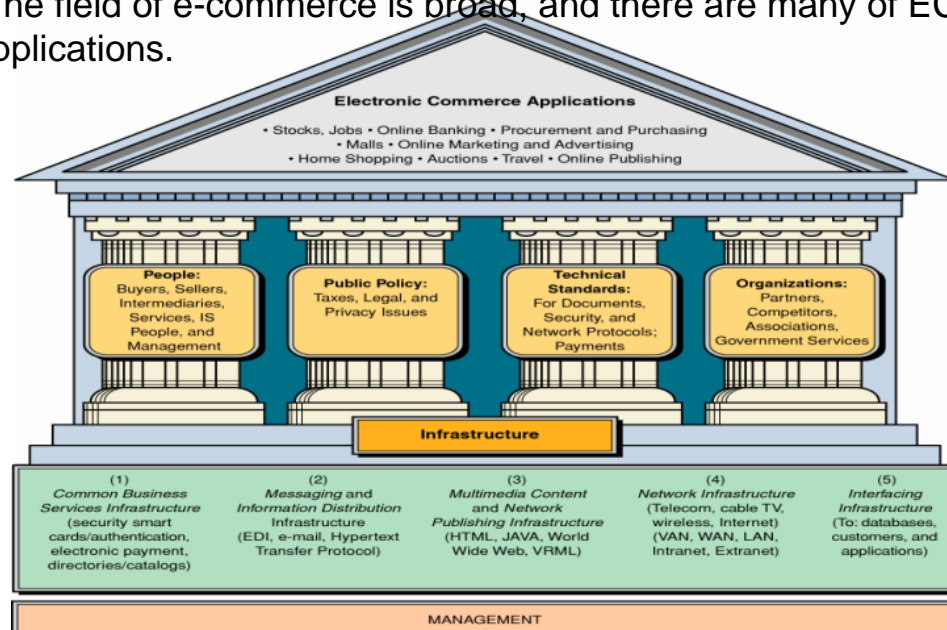 he field of e-commerce is broad, and there are many of EC
pplications.
Electronic Commerce Applications
• Stocks, Jobs • Online Banking • Procurement and Purchasing
• Malls • Online Marketing and Advertising
• Home Shopping • Auctions • Travel • Online Publishing
People:
Buyers, Sellers,
Intermediaries,
Services, IS
People, and
Management
Public Policy:
Taxes, Legal, and
Privacy Issues
Technical
Standards:
For Documents,
Security, and
Network Protocols;
Payments
Organizations:
Partners,
Competitors,
Associations,
Government Services
Infrastructure
(1)
Common Business
Services Infrastructure
(security smart
cards/authentication,
electronic payment,
directories/catalogs)
(2)
Messaging and
Information Distribution
Infrastructure
(EDI, e-mail, Hypertext
Transfer Protocol)
(3)
Multimedia Content
and Network
Publishing Infrastructure
(HTML, JAVA, World
Wide Web, VRML)
(4)
Network Infrastructure
(Telecom, cable TV,
wireless, Internet)
(VAN, WAN, LAN,
Intranet, Extranet)
(5)
Interfacing
Infrastructure
(To: databases,
customers, and
applications)
MANAGEMENT